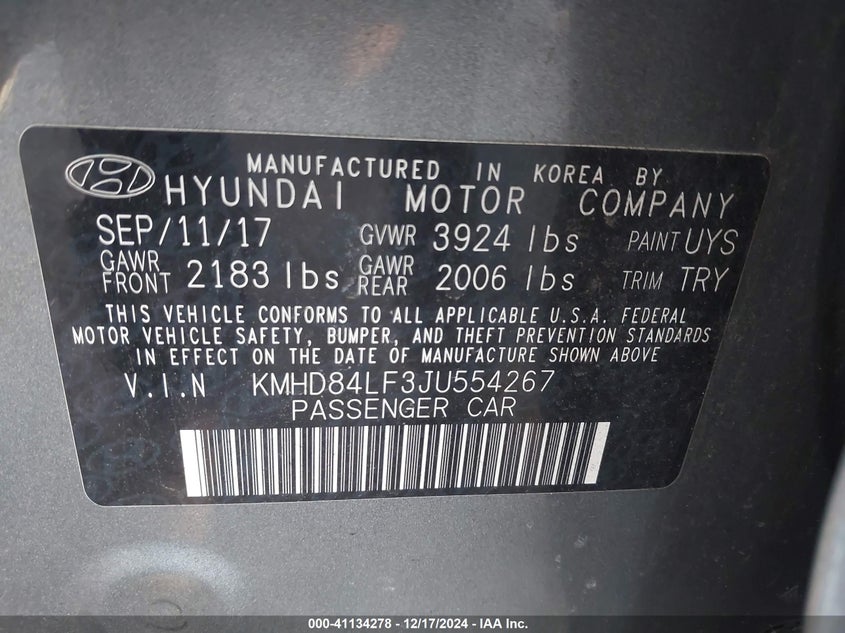 MANUFACTURED IN KOREA BY
HYUNDAI MOTOR COMPANY
SEP/11/17 GVWR 3924 lbs PAINT UYS
GAWR FRONT 2183 lbs GAWR REAR 2006 lbs TRIM TRY
THIS VEHICLE CONFORMS TO ALL APPLICABLE U.S.A. FEDERAL
MOTOR VEHICLE SAFETY, BUMPER, AND THEFT PREVENTION STANDARDS
IN EFFECT ON THE DATE OF MANUFACTURE SHOWN ABOVE
V.I.N KMHD84LF3JU554267
PASSENGER CAR
000-41134278 - 12/17/2024 - IAA Inc.